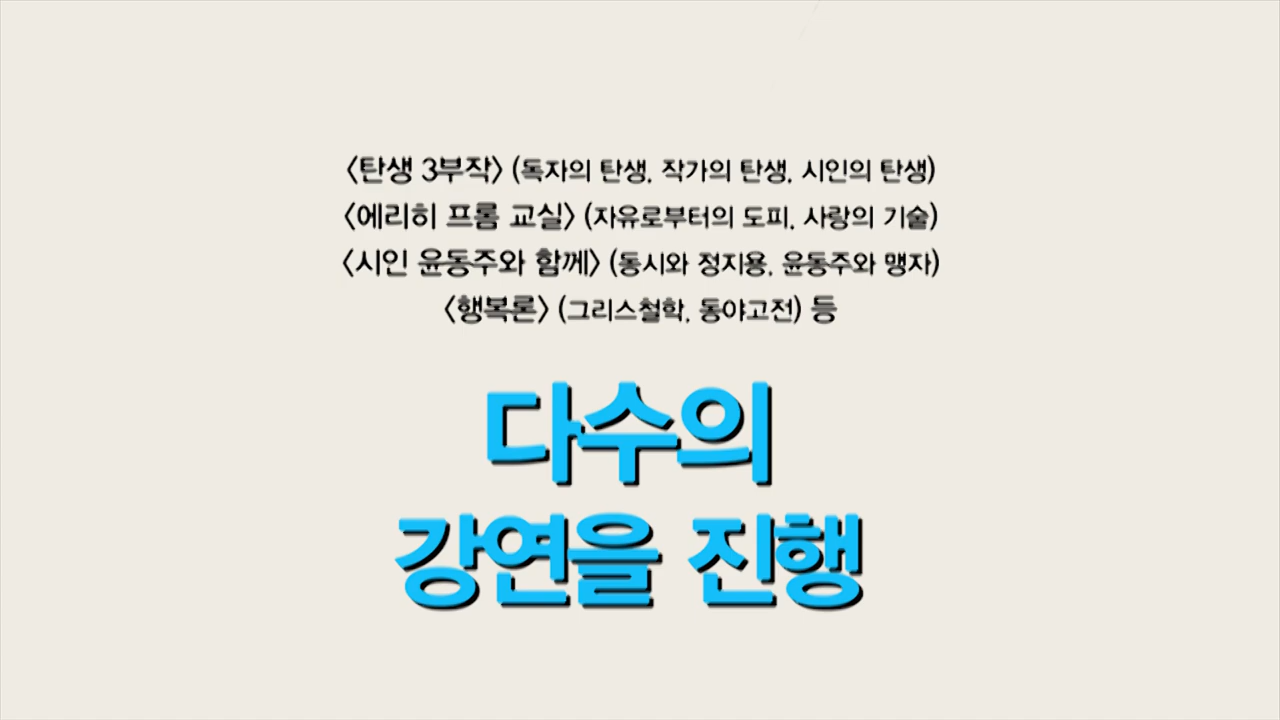 〈탄생 3부작〉 (독자의 탄생, 작가의 탄생, 시인의 탄생)
〈에리히 프롬 교실〉 (자유로부터의 도피, 사랑의 기술)
〈시인 윤동주와 함께〉 (동시와 정지용, 윤동주와 맹자)
〈행복론〉 (그리스철학, 동야고전) 등
다수의
강연을 진행